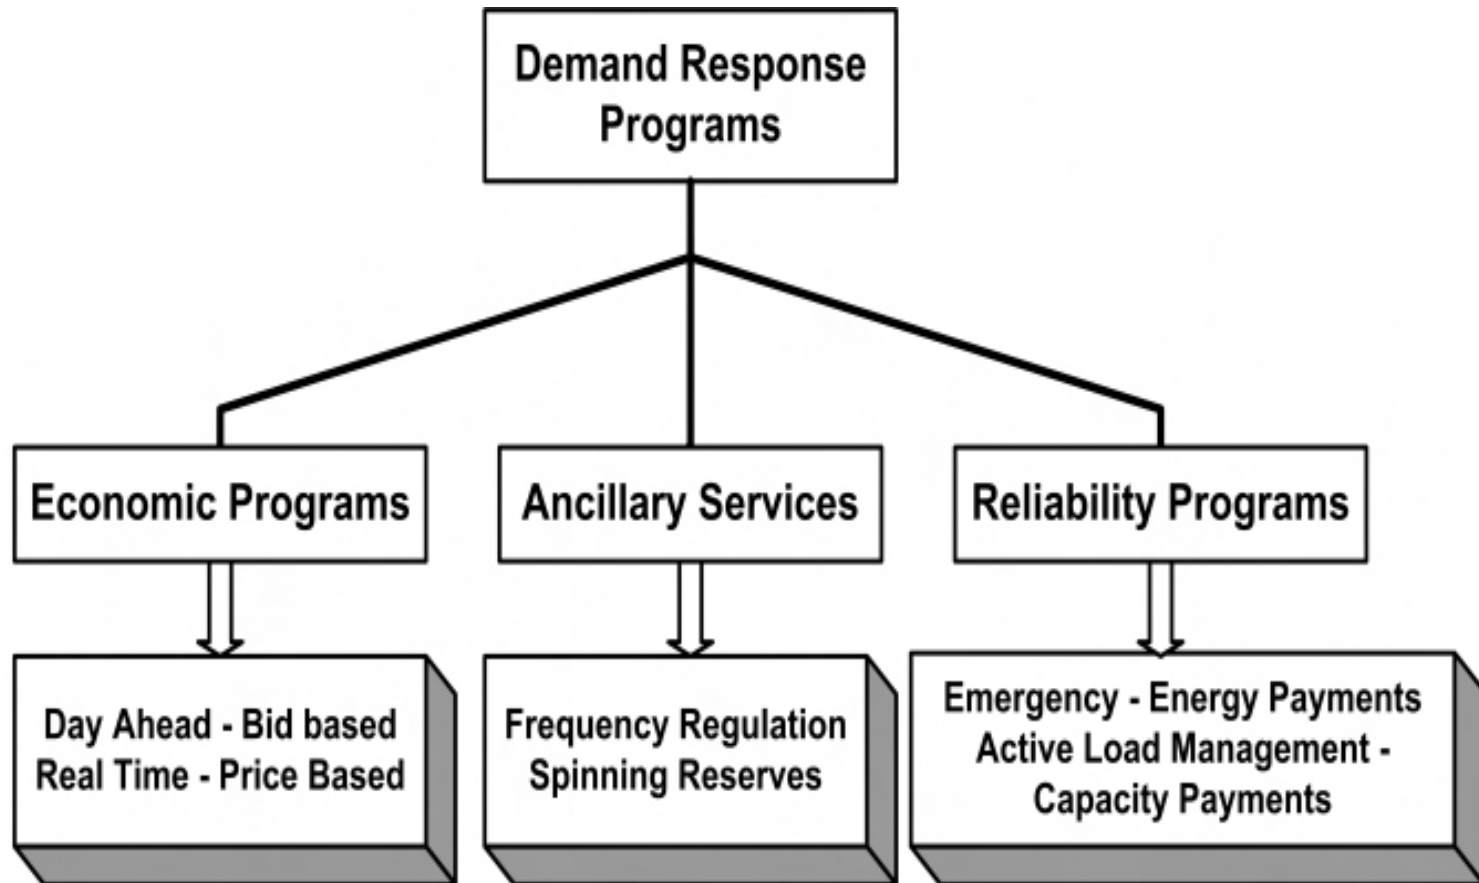 Demand Response
Programs
Economic Programs
Ancillary Services
Reliability Programs
Day Ahead - Bid based
Real Time - Price Based
Frequency Regulation
Spinning Reserves
Emergency - Energy Payments
Active Load Management -
Capacity Payments